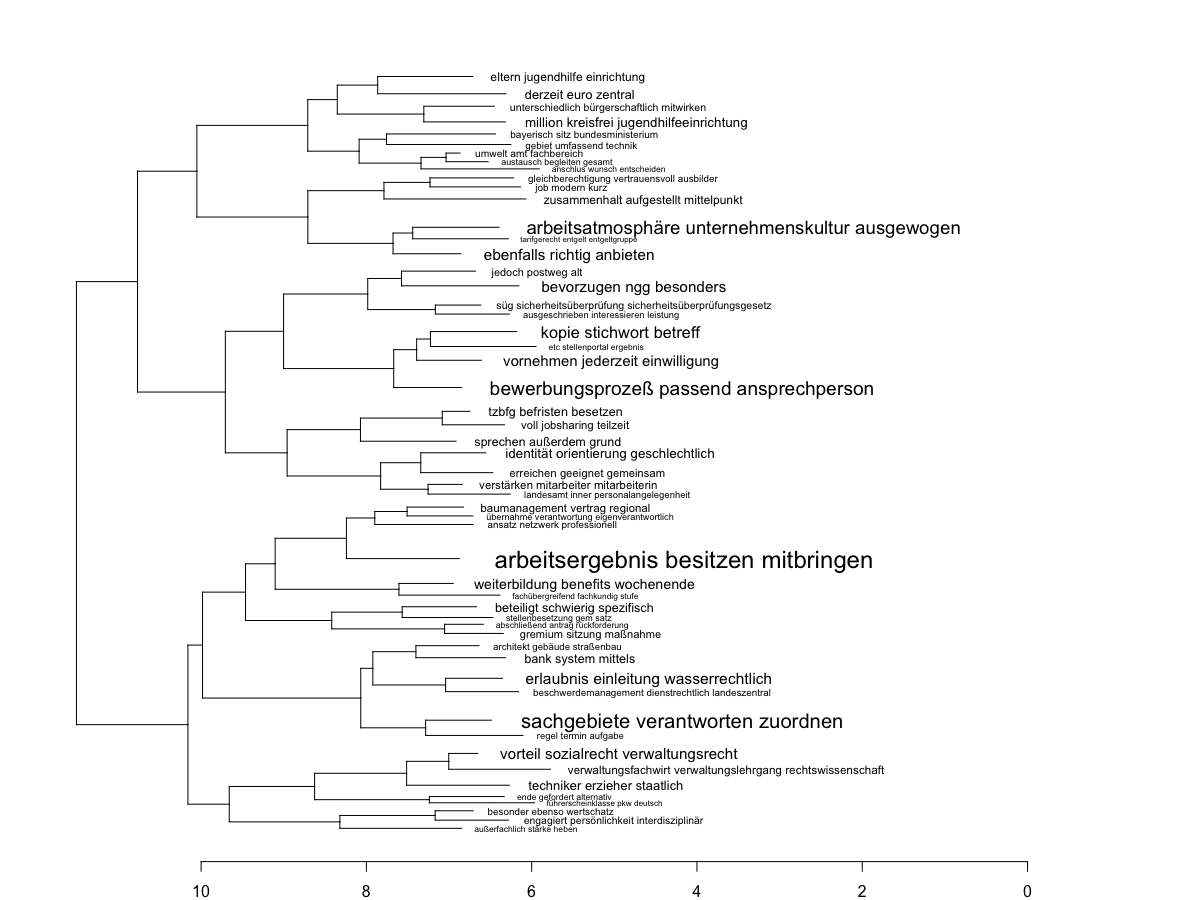 eltern jugendhilfe einrichtung
derzeit euro zentral
unterschiedlich bürgerschaftlich mitwirken
million kreisfrei jugendhilfeeinrichtung
bayerisch sitz bundesministerium
gebiet umfassend technik
umwelt amt fachbereich
austausch begleiten gesamt
anschlus wunsch entscheiden
gleichberechtigung vertrauensvoll ausbilder
job modern kurz
zusammenhalt aufgestellt mittelpunkt
arbeitsatmosphäre unternehmenskultur ausgewogen
tarifgerecht entgelt entgeltgruppe
ebenfalls richtig anbieten
jedoch postweg alt
bevorzugen ngg besonders
süg sicherheitsüberprüfung sicherheitsüberprüfungsgesetz
ausgeschrieben interessieren leistung
kopie stichwort betreff
etc stellenportal ergebnis
vornehmen jederzeit einwilligung
bewerbungsprozeß passend ansprechperson
tzbfg befristen besetzen
voll jobsharing teilzeit
sprechen außerdem grund
identität orientierung geschlechtlich
erreichen geeignet gemeinsam
verstärken mitarbeiter mitarbeiterin
landesamt inner personalangelegenheit
baumanagement vertrag regional
übernahme verantwortung eigenverantwortlich
ansatz netzwerk professionell
arbeitsergebnis besitzen mitbringen
weiterbildung benefits wochenende
fachübergreifend fachkundig stufe
beteiligt schwierig spezifisch
stellenbesetzung gem satz
abschließend antrag rückforderung
gremium sitzung maßnahme
architekt gebäude straßenbau
bank system mittels
erlaubnis einleitung wasserrechtlich
beschwerdemanagement dienstrechtlich landeszentral
sachgebiete verantworten zuordnen
regel termin aufgabe
vorteil sozialrecht verwaltungsrecht
verwaltungsfachwirt verwaltungslehrgang rechtswissenschaft
techniker erzieher staatlich
ende gefordert alternativ
führerscheinklasse pkw deutsch
besonder ebenso wertschatz
engagiert persönlichkeit interdisziplinär
außerfachlich stärke heben
10 8 6 4 2 0